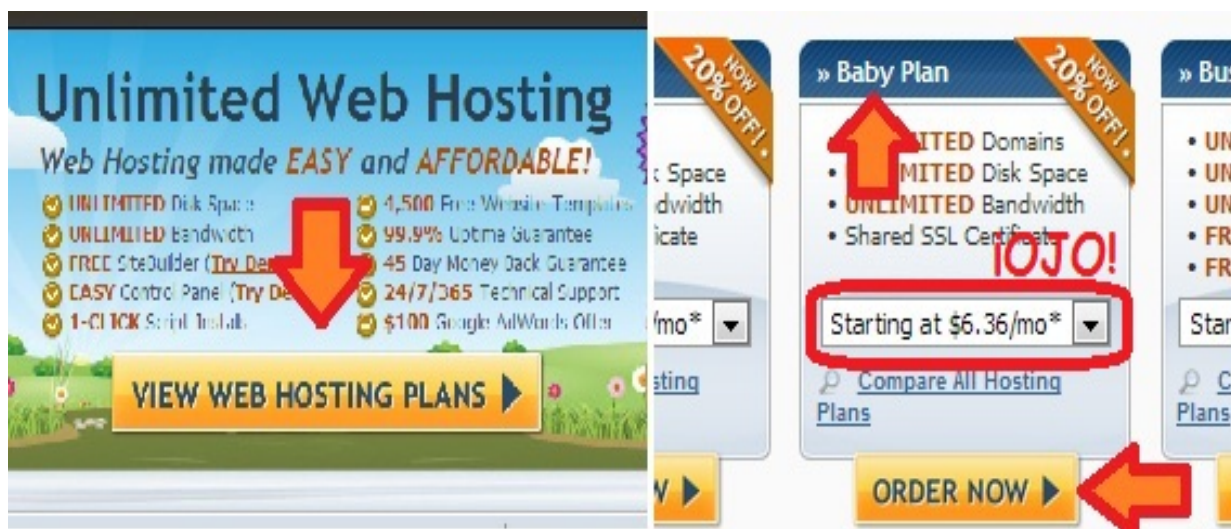 Unlimited Web Hosting
Web Hosting made EASY and AFFORDABLE!
UNLIMITED Disk Space
UNLIMITED Bandwidth
FREE SiteBuilder (Try De
EASY Control Panel (Try De
1-CLICK Script Installs
4,500 Free Website Templates
99.9% Uptime Guarantee
45 Day Money Back Guarantee
24/7/365 Technical Support
$100 Google AdWords Offer
VIEW WEB HOSTING PLANS
NOW
20% OFF!
k Space
dwidth
icate
/mo*
sting
W
» Baby Plan
NOW
20% OFF!
ITED Domains
MITED Disk Space
UNLIMITED Bandwidth
Shared SSL Certificate
¡OJO!
Starting at $6.36/mo*
Compare All Hosting
Plans
ORDER NOW
» Bus
UN
UN
UN
FR
FR
Star
C
Plans